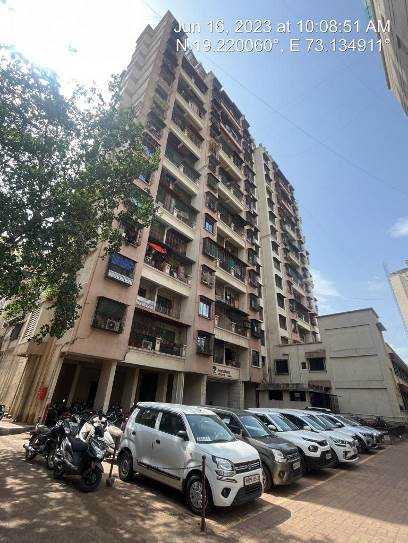 Jun 16, 2023 at 10:08:51 AM
N 19.220060°, E 73.134911°